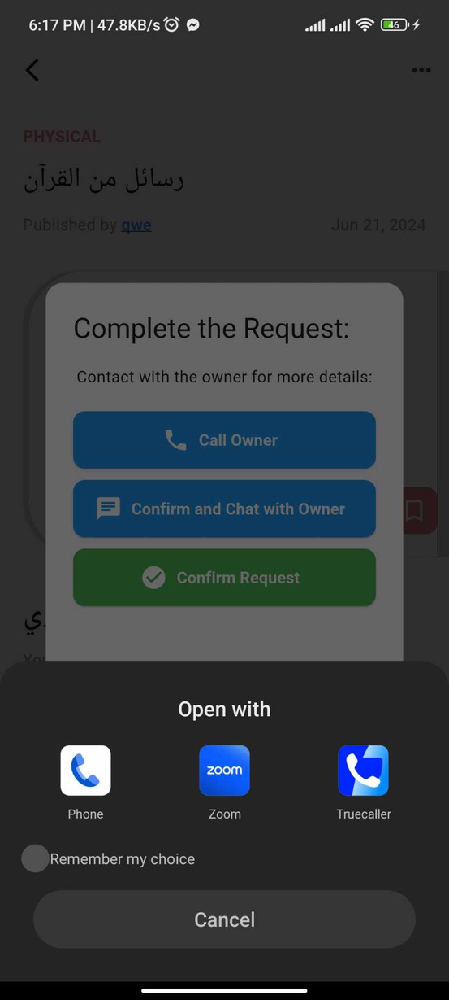 6:17 PM | 47.8KB/s
46
PHYSICAL
رسائل من القرآن
Published by qwe
Jun 21, 2024
Complete the Request:
Contact with the owner for more details:
Call Owner
Confirm and Chat with Owner
Confirm Request
Open with
zoom
Phone
Zoom
Truecaller
Remember my choice
Cancel